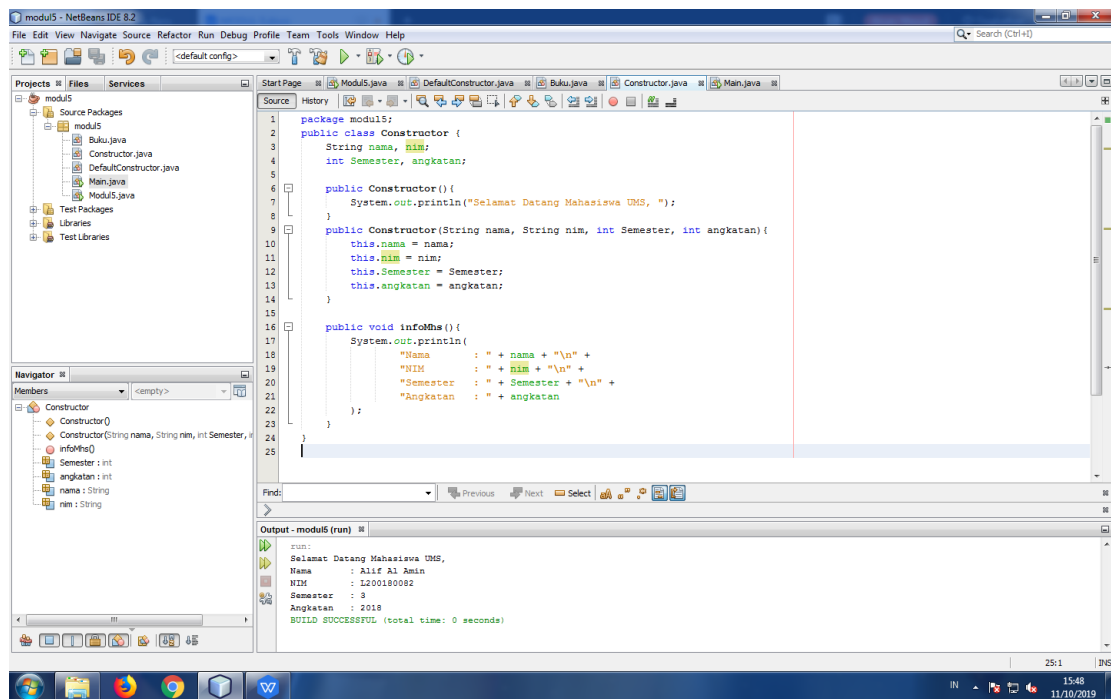 modul5 - NetBeans IDE 8.2
File Edit View Navigate Source Refactor Run Debug Profile Team Tools Window Help
Search (Ctrl+I)
<default config>
Projects Files Services
Start Page Modul5.java DefaultConstructor.java Buku.java Constructor.java Main.java
Source History
modul5
Source Packages
modul5
Buku.java
Constructor.java
DefaultConstructor.java
Main.java
Modul5.java
Test Packages
Libraries
Test Libraries
1 package modul5;
2 public class Constructor {
3 String nama, nim;
4 int Semester, angkatan;
5
6 public Constructor(){
7 System.out.println("Selamat Datang Mahasiswa UMS, ");
8 }
9 public Constructor(String nama, String nim, int Semester, int angkatan){
10 this.nama = nama;
11 this.nim = nim;
12 this.Semester = Semester;
13 this.angkatan = angkatan;
14 }
15
16 public void infoMhs(){
17 System.out.println(
18 "Nama : " + nama + "\n" +
19 "NIM : " + nim + "\n" +
20 "Semester : " + Semester + "\n" +
21 "Angkatan : " + angkatan
22 );
23 }
24 }
25
Navigator
Members <empty>
Constructor
Constructor()
Constructor(String nama, String nim, int Semester, i
infoMhs()
Semester : int
angkatan : int
nama : String
nim : String
Find: Previous Next Select
Output - modul5 (run)
run:
Selamat Datang Mahasiswa UMS,
Nama : Alif Al Amin
NIM : L200180082
Semester : 3
Angkatan : 2018
BUILD SUCCESSFUL (total time: 0 seconds)
25:1 INS
IN
15:48
11/10/2019